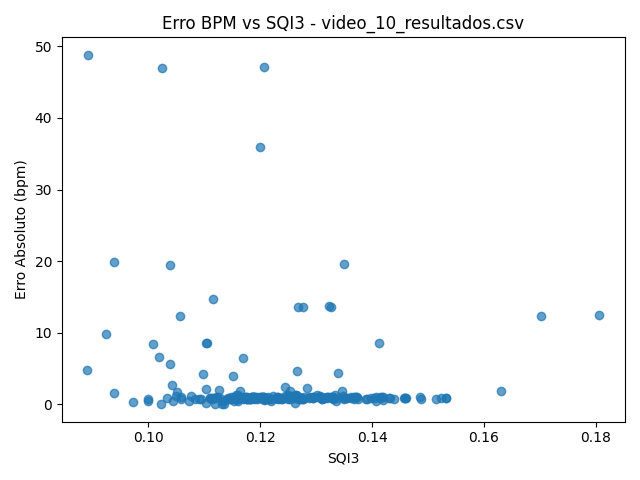 Erro BPM vs SQI3 - video_10_resultados.csv
Erro Absoluto (bpm)
50
40
30
20
10
0
0.10 0.12 0.14 0.16 0.18
SQI3